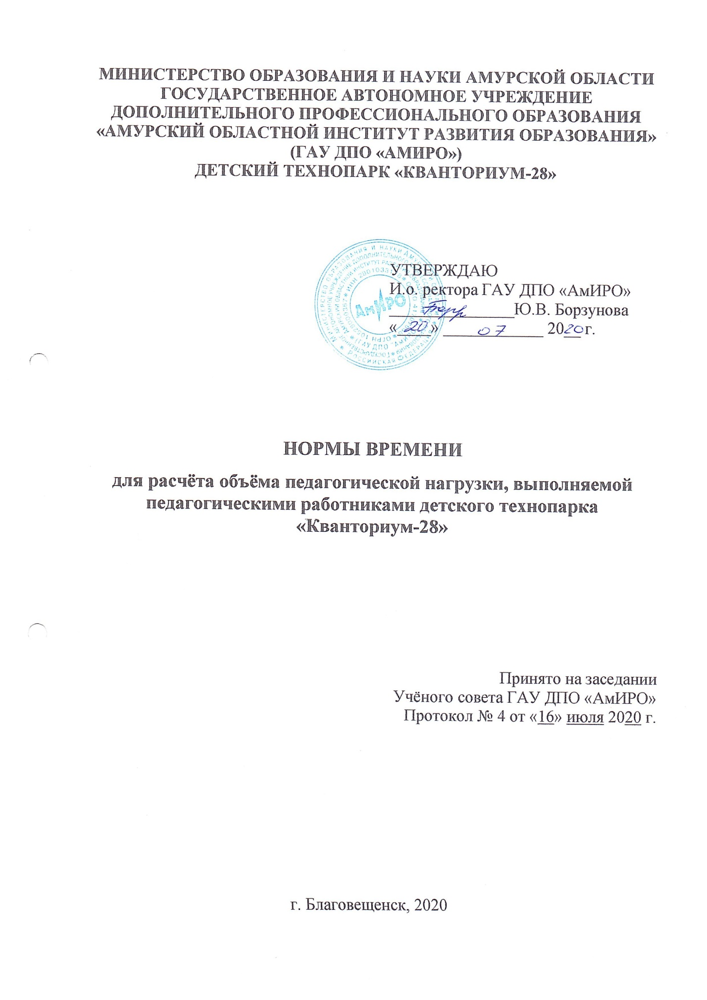 МИНИСТЕРСТВО ОБРАЗОВАНИЯ И НАУКИ АМУРСКОЙ ОБЛАСТИ
ГОСУДАРСТВЕННОЕ АВТОНОМНОЕ УЧРЕЖДЕНИЕ
ДОПОЛНИТЕЛЬНОГО ПРОФЕССИОНАЛЬНОГО ОБРАЗОВАНИЯ
«АМУРСКИЙ ОБЛАСТНОЙ ИНСТИТУТ РАЗВИТИЯ ОБРАЗОВАНИЯ»
(ГАУ ДПО «АМИРО»)
ДЕТСКИЙ ТЕХНОПАРК «КВАНТОРИУМ-28»
АмИРО
УТВЕРЖДАЮ
И.о. ректора ГАУ ДПО «АмИРО»
Ю.В. Борзунова
«20» 07 2020 г.
НОРМЫ ВРЕМЕНИ
для расчёта объёма педагогической нагрузки, выполняемой
педагогическими работниками детского технопарка
«Кванториум-28»
Принято на заседании
Учёного совета ГАУ ДПО «АмИРО»
Протокол № 4 от «16» июля 2020 г.
г. Благовещенск, 2020